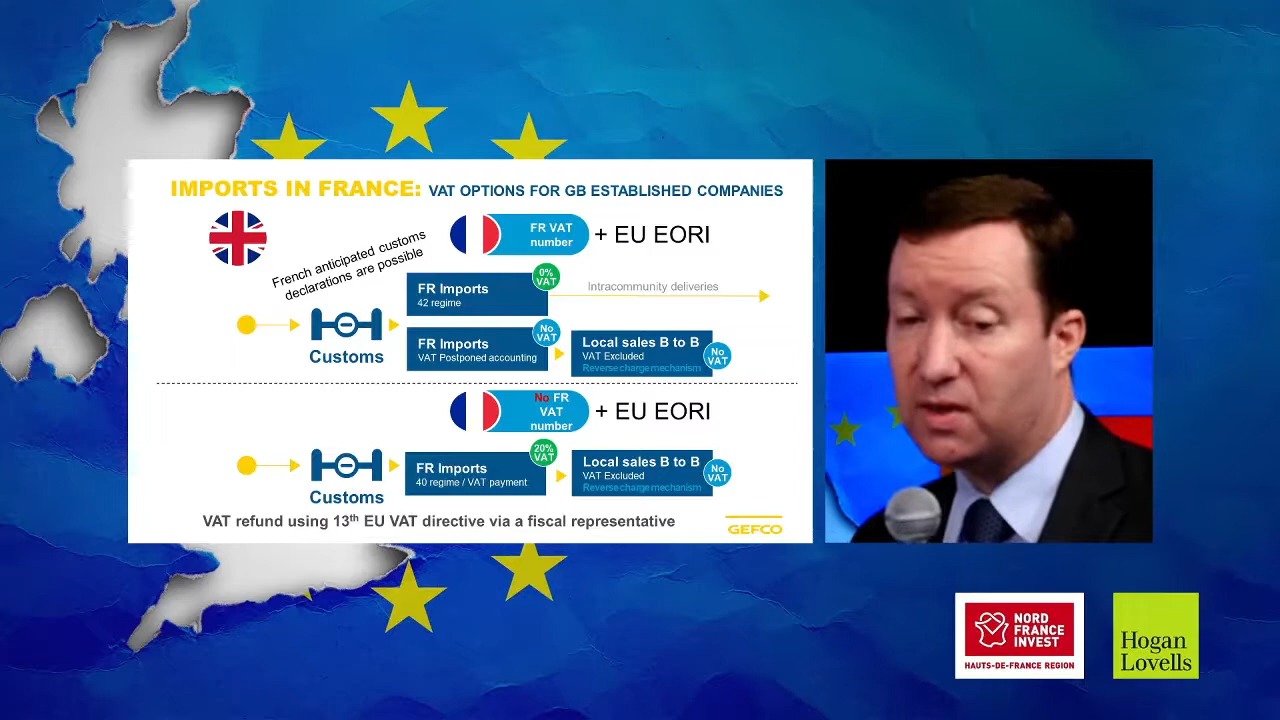 IMPORTS IN FRANCE: VAT OPTIONS FOR GB ESTABLISHED COMPANIES
FR VAT
number
+ EU EORI
French anticipated customs
declarations are possible
0%
VAT
FR Imports
42 regime
Intracommunity deliveries
Customs
No
VAT
FR Imports
VAT Postponed accounting
Local sales B to B
VAT Excluded
Reverse charge mechanism
No
VAT
No FR
VAT
number
+ EU EORI
Customs
20%
VAT
FR Imports
40 regime / VAT payment
Local sales B to B
VAT Excluded
Reverse charge mechanism
No
VAT
VAT refund using 13th EU VAT directive via a fiscal representative
GEFCO
NORD
FRANCE
INVEST
HAUTS-DE-FRANCE REGION
Hogan
Lovells